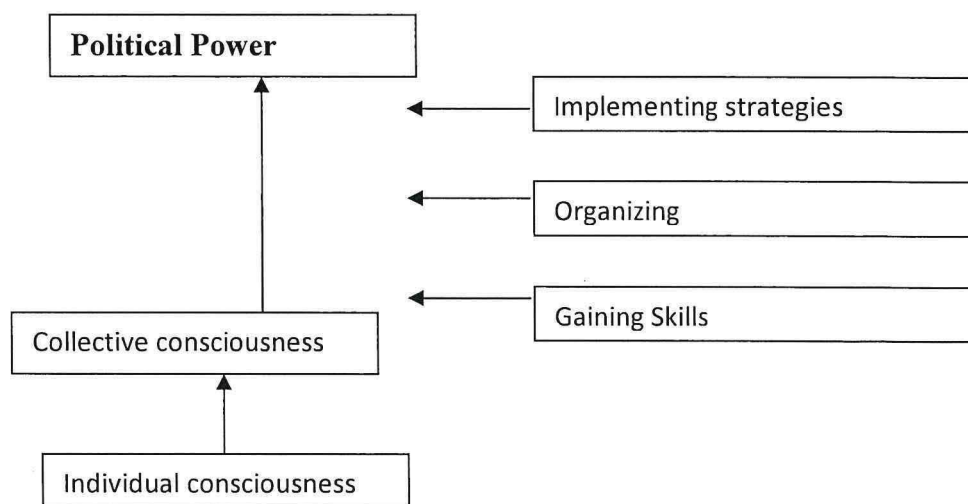 Political Power
Implementing strategies
Organizing
Gaining Skills
Collective consciousness
Individual consciousness